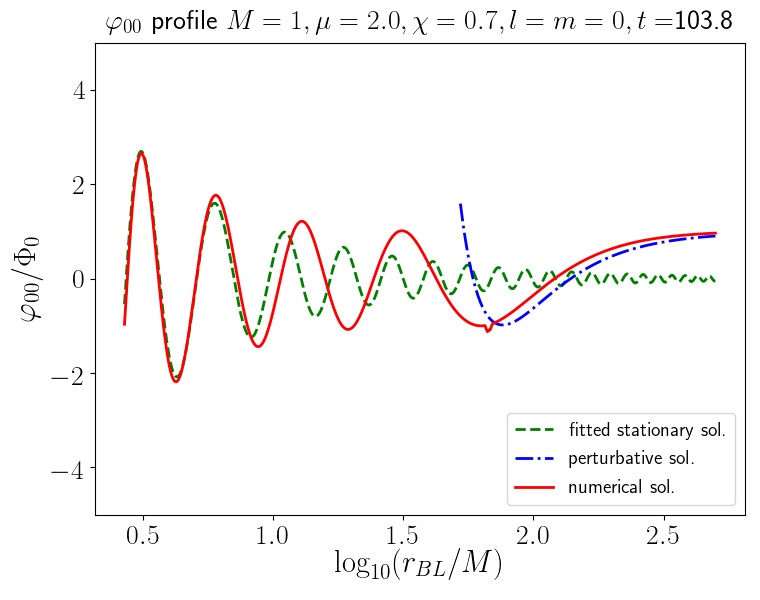 φ₀₀ profile M = 1, μ = 2.0, χ = 0.7, l = m = 0, t =103.8
φ₀₀/Φ₀
4
2
0
−2
−4
fitted stationary sol.
perturbative sol.
numerical sol.
0.5 1.0 1.5 2.0 2.5
log₁₀(r_BL/M)